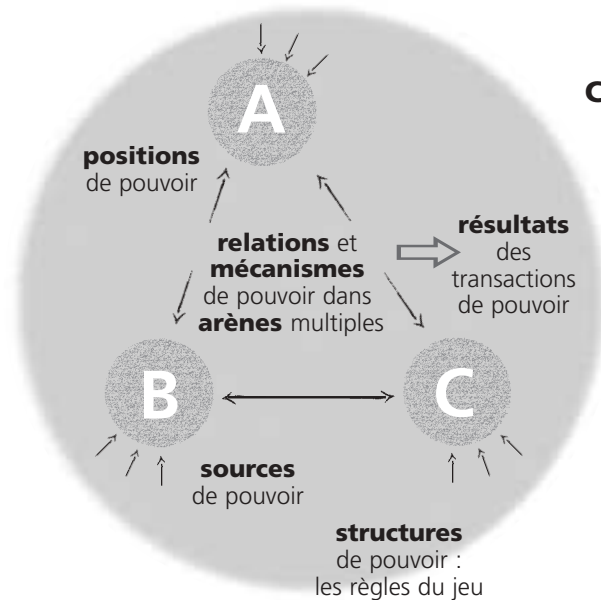 A
C
positions
de pouvoir
relations et
mécanismes
de pouvoir dans
arènes multiples
résultats
des
transactions
de pouvoir
B
C
sources
de pouvoir
structures
de pouvoir :
les règles du jeu